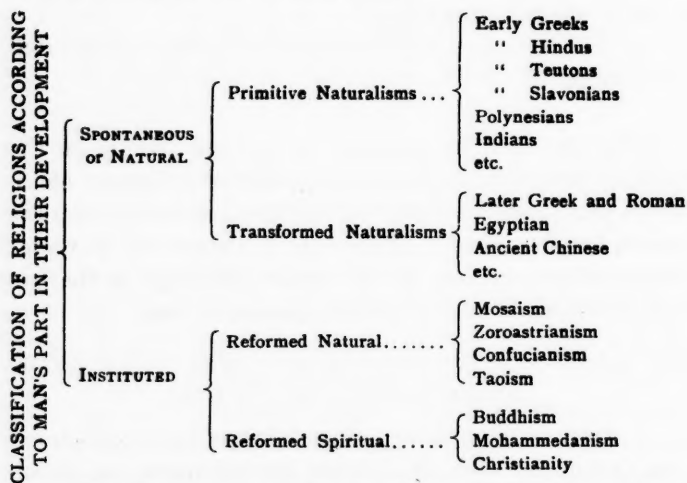 CLASSIFICATION OF RELIGIONS ACCORDING
TO MAN'S PART IN THEIR DEVELOPMENT
SPONTANEOUS
or NATURAL
Primitive Naturalisms ...
Early Greeks
“ Hindus
“ Teutons
“ Slavonians
Polynesians
Indians
etc.
Transformed Naturalisms
Later Greek and Roman
Egyptian
Ancient Chinese
etc.
INSTITUTED
Reformed Natural.......
Mosaism
Zoroastrianism
Confucianism
Taoism
Reformed Spiritual......
Buddhism
Mohammedanism
Christianity